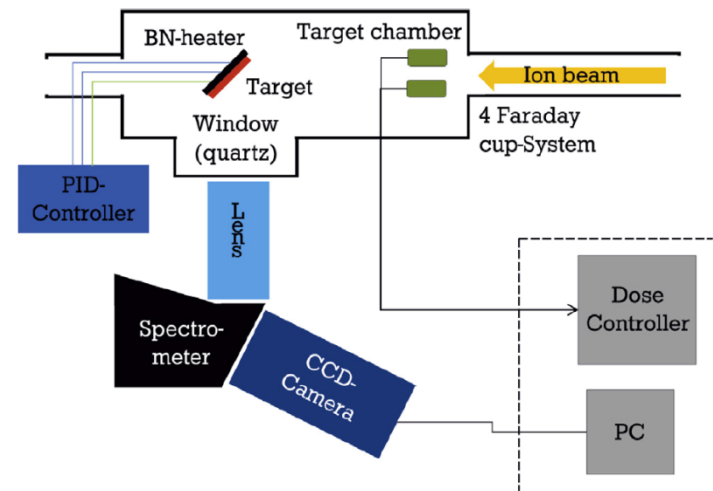 BN-heater
Target chamber
Ion beam
Target
Window
(quartz)
4 Faraday
cup-System
PID-
Controller
Lens
Dose
Controller
Spectro-
meter
CCD-
Camera
PC